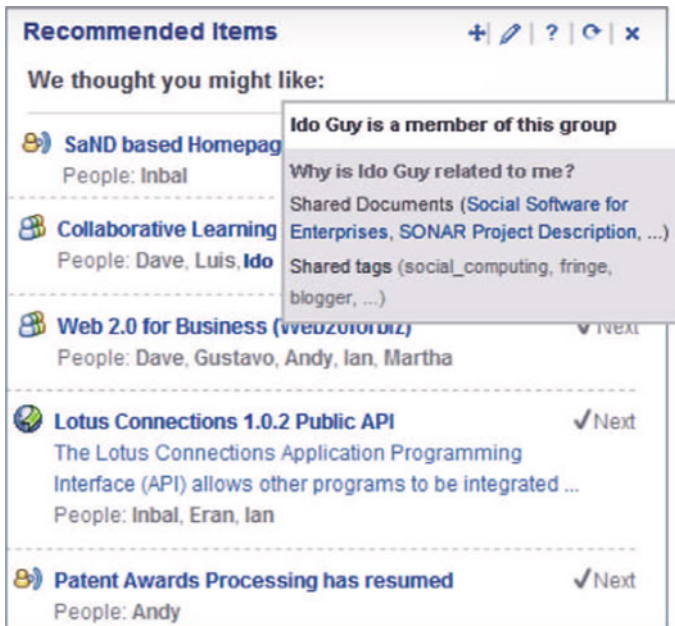 Recommended Items
? | x
We thought you might like:
SaND based Homepag
People: Inbal
Ido Guy is a member of this group
Why is Ido Guy related to me?
Shared Documents (Social Software for
Enterprises, SONAR Project Description, ...)
Shared tags (social_computing, fringe,
blogger, ...)
Collaborative Learning
People: Dave, Luis, Ido
Web 2.0 for Business (Web20forbiz)
Next
People: Dave, Gustavo, Andy, Ian, Martha
Lotus Connections 1.0.2 Public API
Next
The Lotus Connections Application Programming
Interface (API) allows other programs to be integrated ...
People: Inbal, Eran, Ian
Patent Awards Processing has resumed
Next
People: Andy